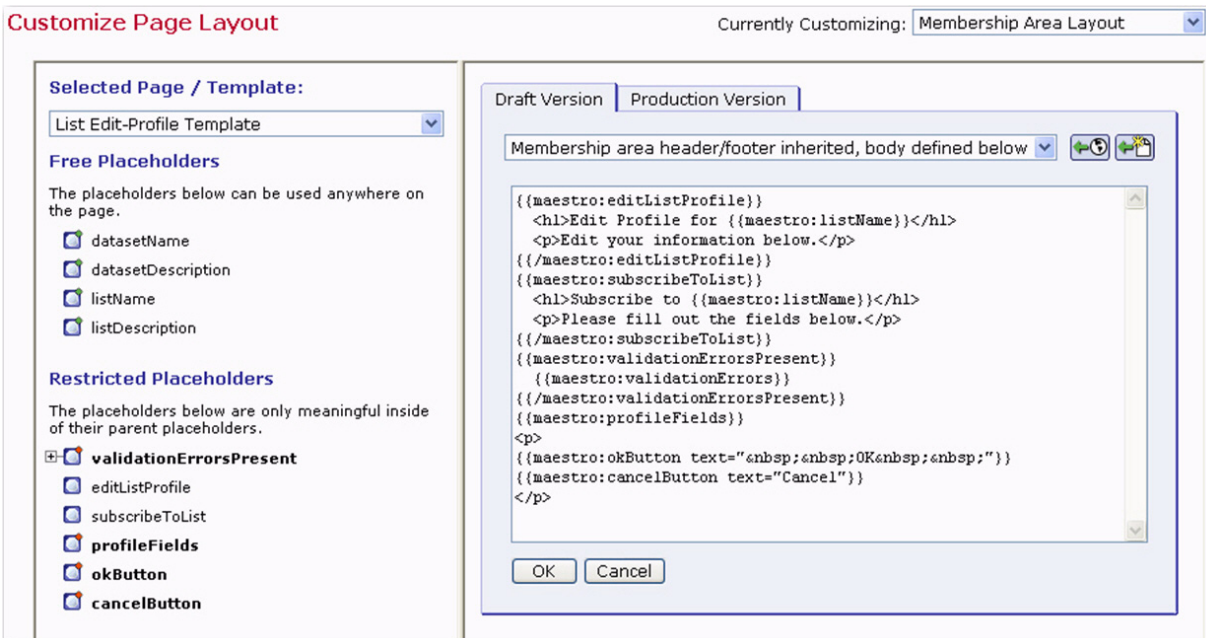 Customize Page Layout
Currently Customizing: Membership Area Layout
Selected Page / Template:
List Edit-Profile Template
Free Placeholders
The placeholders below can be used anywhere on
the page.
datasetName
datasetDescription
listName
listDescription
Restricted Placeholders
The placeholders below are only meaningful inside
of their parent placeholders.
validationErrorsPresent
editListProfile
subscribeToList
profileFields
okButton
cancelButton
Draft Version
Production Version
Membership area header/footer inherited, body defined below
{{maestro:editListProfile}}
<h1>Edit Profile for {{maestro:listName}}</h1>
<p>Edit your information below.</p>
{{/maestro:editListProfile}}
{{maestro:subscribeToList}}
<h1>Subscribe to {{maestro:listName}}</h1>
<p>Please fill out the fields below.</p>
{{/maestro:subscribeToList}}
{{maestro:validationErrorsPresent}}
{{maestro:validationErrors}}
{{/maestro:validationErrorsPresent}}
{{maestro:profileFields}}
<p>
{{maestro:okButton text="&nbsp;&nbsp;OK&nbsp;&nbsp;"}}
{{maestro:cancelButton text="Cancel"}}
</p>
OK
Cancel